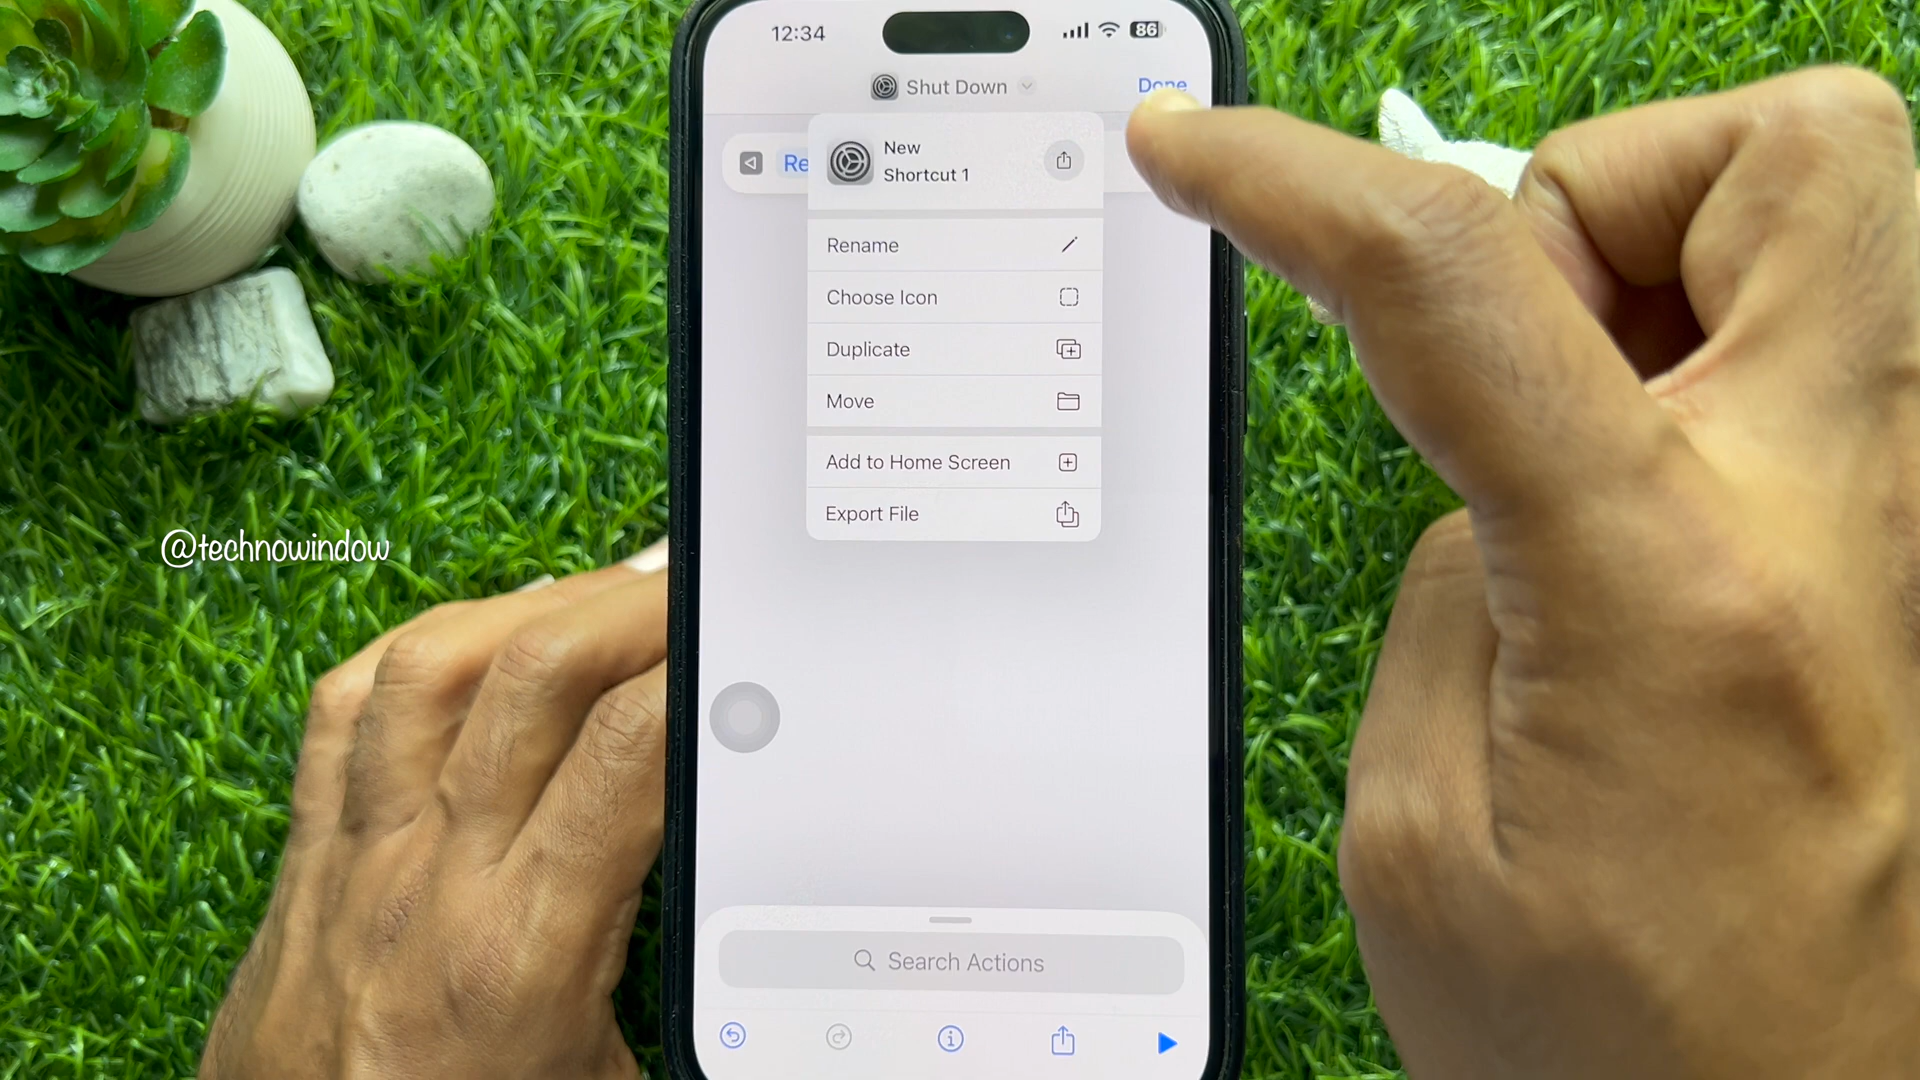 12:34
86
Shut Down
Done
Re
New
Shortcut 1
Rename
Choose Icon
Duplicate
Move
Add to Home Screen
Export File
@technowindow
Search Actions